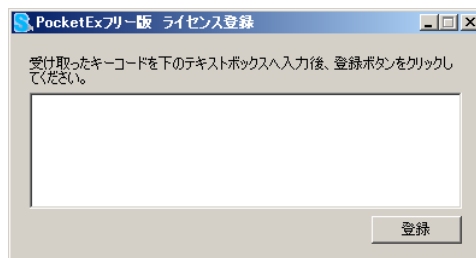 PocketExフリー版 ライセンス登録
受け取ったキーコードを下のテキストボックスへ入力後、登録ボタンをクリックし
てください。
登録